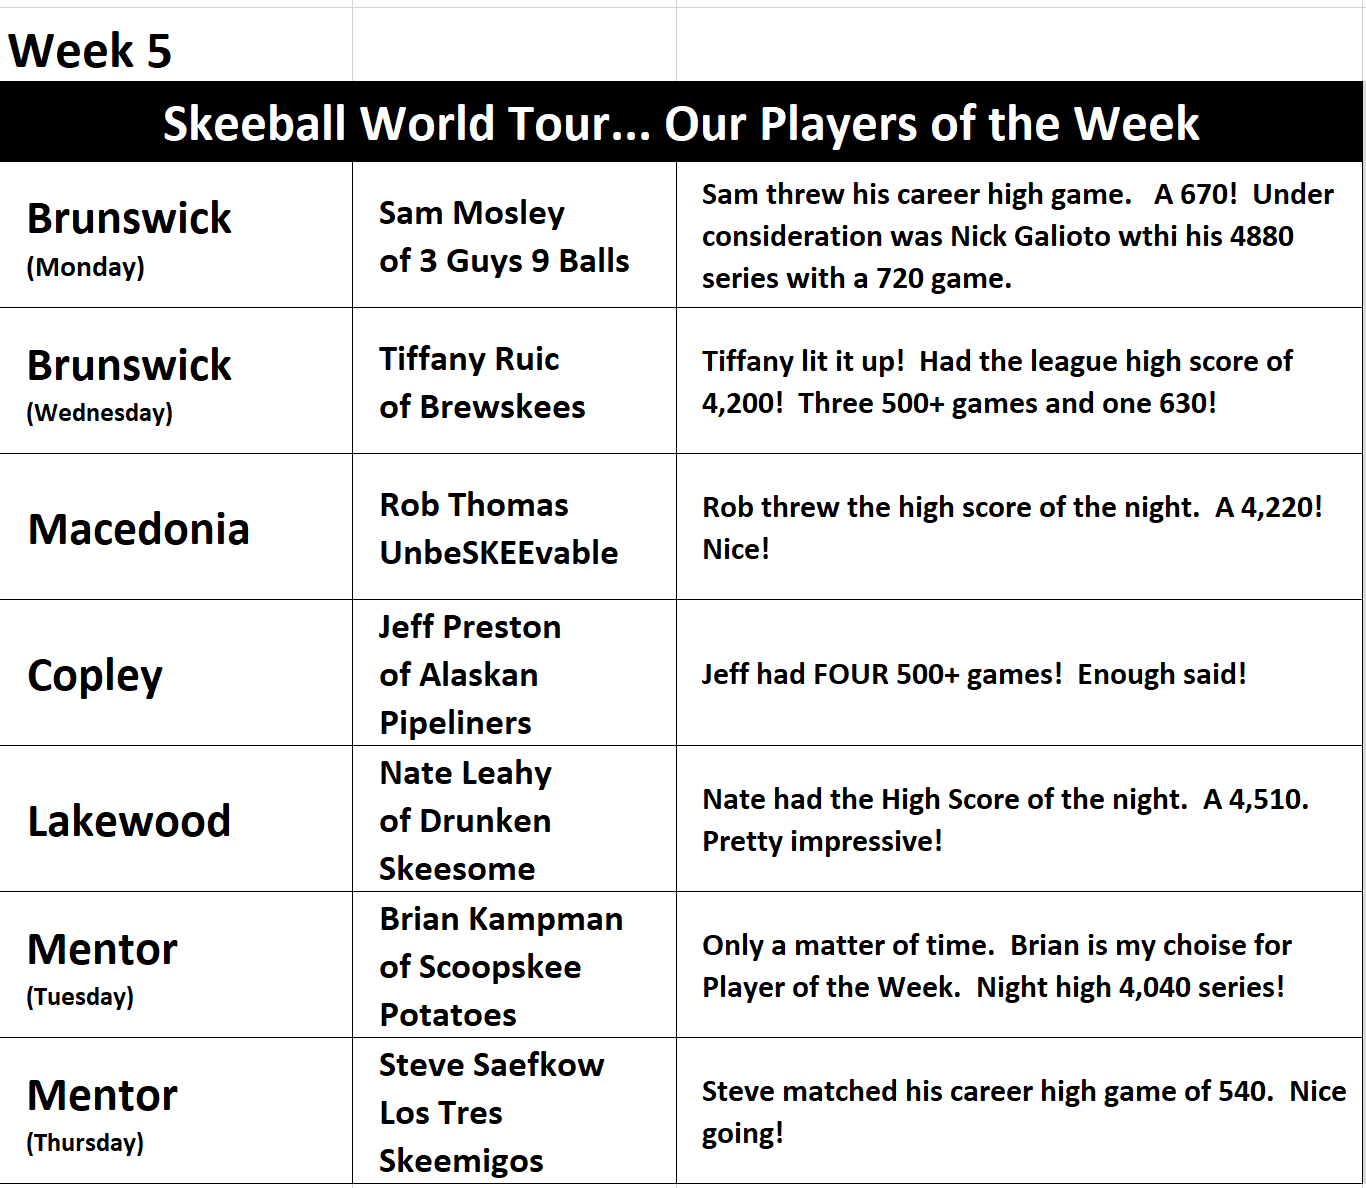 Week 5
Skeeball World Tour... Our Players of the Week
Brunswick
(Monday)
Sam Mosley
of 3 Guys 9 Balls
Sam threw his career high game.   A 670!  Under
consideration was Nick Galioto wthi his 4880
series with a 720 game.
Brunswick
(Wednesday)
Tiffany Ruic
of Brewskees
Tiffany lit it up!  Had the league high score of
4,200!  Three 500+ games and one 630!
Macedonia
Rob Thomas
UnbeSKEEvable
Rob threw the high score of the night.  A 4,220!
Nice!
Copley
Jeff Preston
of Alaskan
Pipeliners
Jeff had FOUR 500+ games!  Enough said!
Lakewood
Nate Leahy
of Drunken
Skeesome
Nate had the High Score of the night.  A 4,510.
Pretty impressive!
Mentor
(Tuesday)
Brian Kampman
of Scoopskee
Potatoes
Only a matter of time.  Brian is my choise for
Player of the Week.  Night high 4,040 series!
Mentor
(Thursday)
Steve Saefkow
Los Tres
Skeemigos
Steve matched his career high game of 540.  Nice
going!